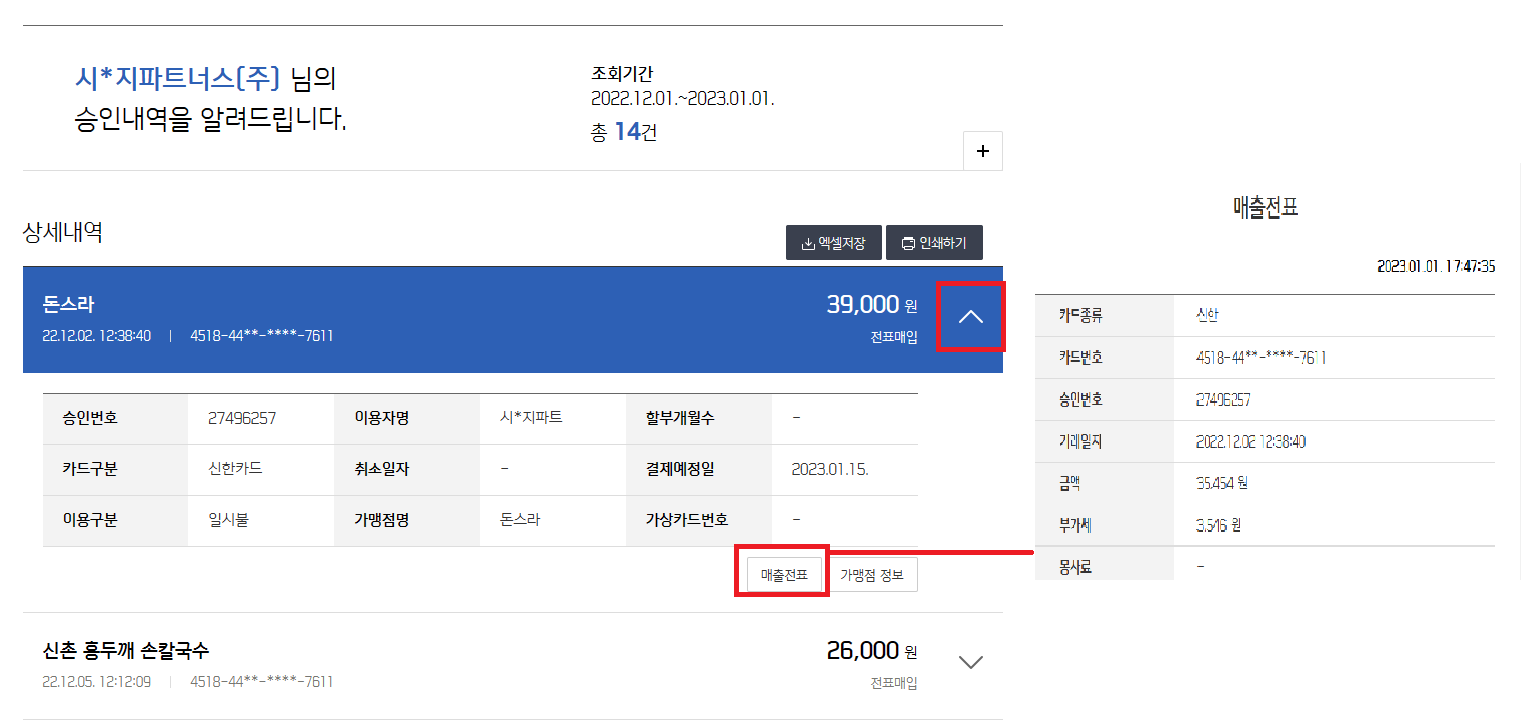 시*지파트너스(주) 님의
승인내역을 알려드립니다.
조회기간
2022.12.01.~2023.01.01.
총 14건
+
상세내역
엑셀저장 인쇄하기
돈스라 39,000 원
22.12.02. 12:38:40 | 4518-44**-****-7611 전표매입
승인번호 27496257 이용자명 시*지파트 할부개월수 -
카드구분 신한카드 취소일자 - 결제예정일 2023.01.15.
이용구분 일시불 가맹점명 돈스라 가상카드번호 -
매출전표 가맹점 정보
신촌 홍두깨 손칼국수 26,000 원
22.12.05. 12:12:09 | 4518-44**-****-7611 전표매입
매출전표
2023.01.01. 17:47:35
카드종류 신한
카드번호 4518-44**-****-7611
승인번호 27496257
거래일자 2022.12.02 12:38:40
금액 35,454 원
부가세 3,546 원
봉사료 -